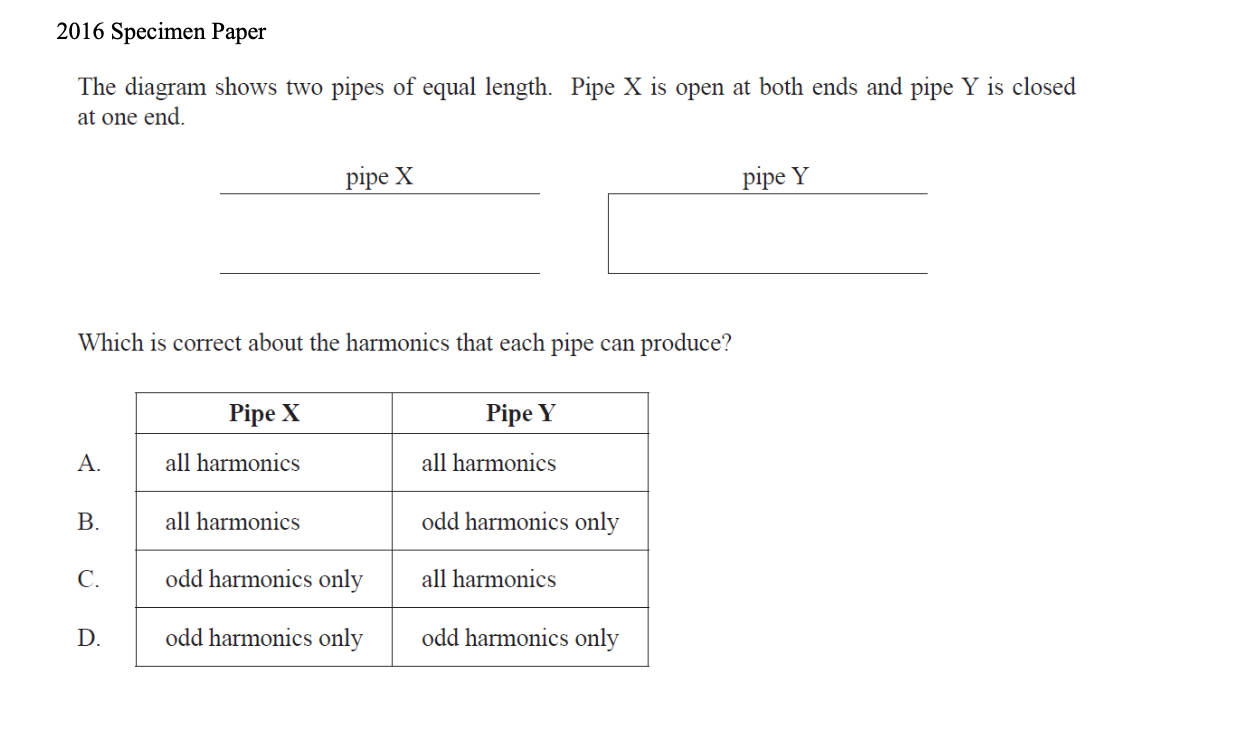 2016 Specimen Paper
The diagram shows two pipes of equal length. Pipe X is open at both ends and pipe Y is closed
at one end.
pipe X pipe Y
Which is correct about the harmonics that each pipe can produce?
Pipe X Pipe Y
A. all harmonics all harmonics
B. all harmonics odd harmonics only
C. odd harmonics only all harmonics
D. odd harmonics only odd harmonics only